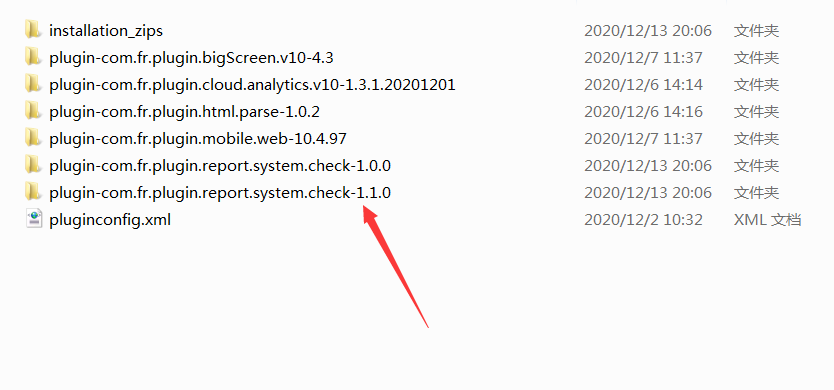 installation_zips 2020/12/13 20:06 文件夹
plugin-com.fr.plugin.bigScreen.v10-4.3 2020/12/7 11:37 文件夹
plugin-com.fr.plugin.cloud.analytics.v10-1.3.1.20201201 2020/12/6 14:14 文件夹
plugin-com.fr.plugin.html.parse-1.0.2 2020/12/6 14:16 文件夹
plugin-com.fr.plugin.mobile.web-10.4.97 2020/12/7 11:37 文件夹
plugin-com.fr.plugin.report.system.check-1.0.0 2020/12/13 20:06 文件夹
plugin-com.fr.plugin.report.system.check-1.1.0 2020/12/13 20:06 文件夹
pluginconfig.xml 2020/12/2 10:32 XML 文档